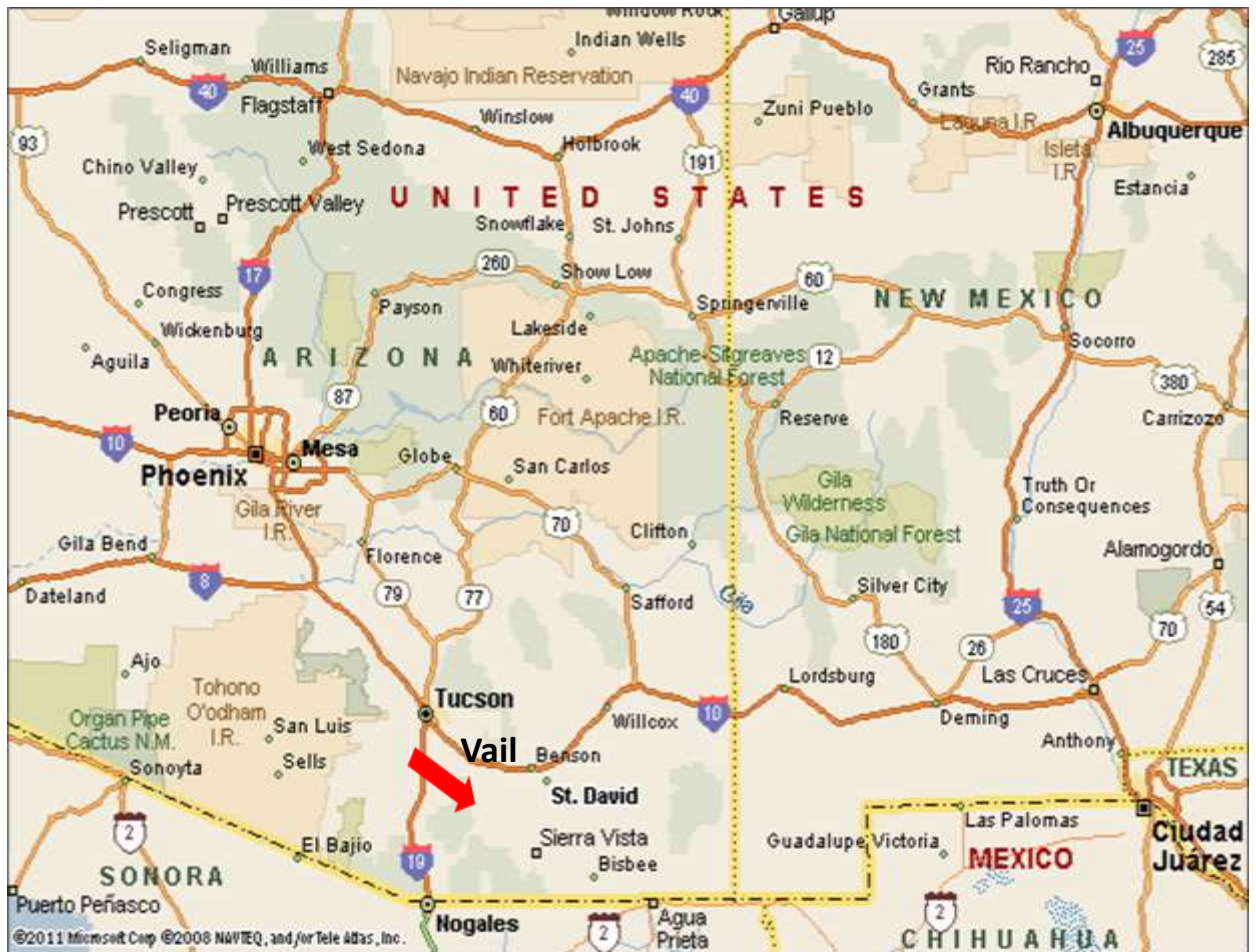 Window Rock
Gallup
Seligman
Indian Wells
25
285
Williams
Navajo Indian Reservation
Rio Rancho
40
Flagstaff
40
Zuni Pueblo
Grants
Laguna I.R.
Albuquerque
Winslow
93
West Sedona
Holbrook
191
Isleta
I.R.
Chino Valley
Estancia
UNITED STATES
Prescott
Prescott Valley
Snowflake
St. Johns
17
260
Show Low
60
Congress
Payson
Springerville
NEW MEXICO
Wickenburg
Lakeside
Socorro
Aguila
ARIZONA
Whiteriver
Apache-Sitgreaves
National Forest
12
87
380
Peoria
60
Fort Apache I.R.
Reserve
Carrizozo
10
Mesa
Phoenix
Globe
San Carlos
Gila
Wilderness
Truth Or
Consequences
Gila River
I.R.
70
Clifton
Gila National Forest
Gila Bend
Florence
Alamogordo
8
Dateland
79
77
Safford
Gila
Silver City
25
54
180
26
70
Ajo
Tohono
O'odham
I.R.
Tucson
Lordsburg
Las Cruces
Organ Pipe
Cactus N.M.
San Luis
Willcox
10
Deming
Vail
Benson
Anthony
Sonoyta
Sells
St. David
TEXAS
2
El Bajio
Sierra Vista
Las Palomas
Guadalupe Victoria
Ciudad
Juárez
19
Bisbee
MEXICO
SONORA
Puerto Peñasco
Nogales
2
Agua
Prieta
2
CHIHUAHUA
©2011 Microsoft Corp ©2008 NAVTEQ, and/or Tele Atlas, Inc.